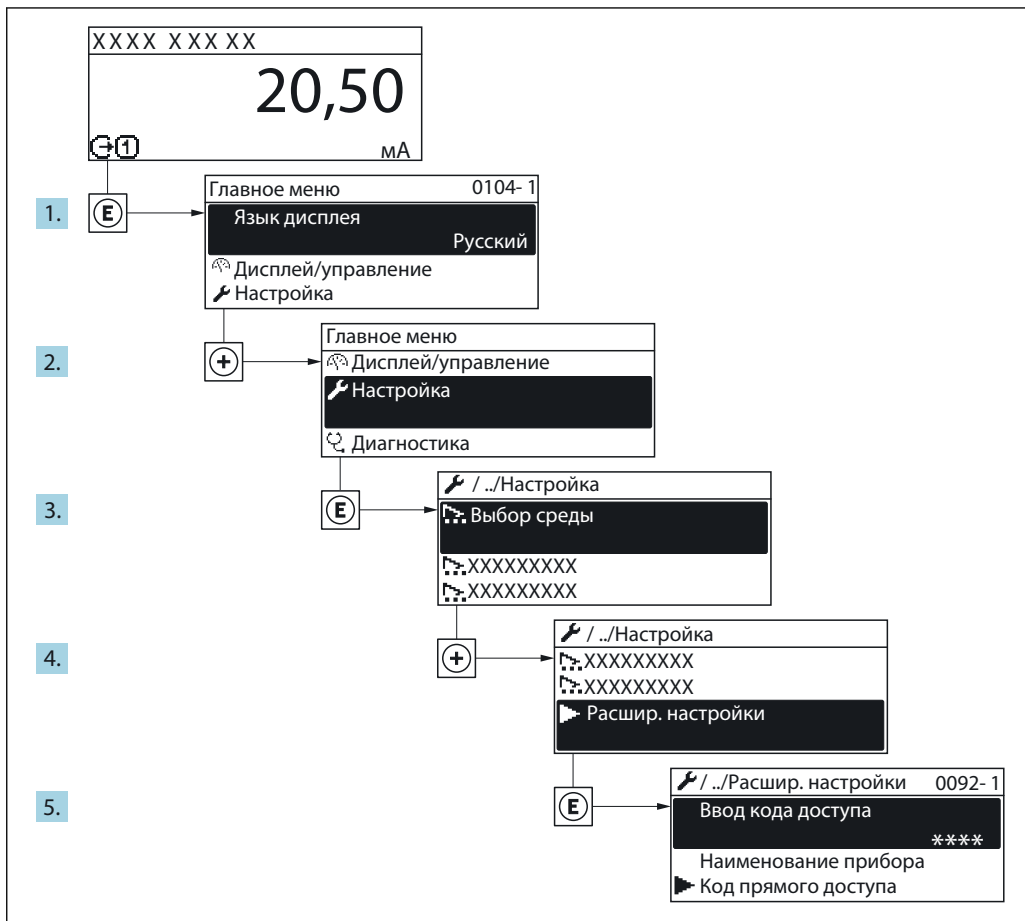 XXXX XXX XX
20,50
1
мА
1.
E
Главное меню 0104-1
Язык дисплея
Русский
Дисплей/управление
Настройка
2.
+
Главное меню
Дисплей/управление
Настройка
Диагностика
3.
E
/ ../Настройка
Выбор среды
XXXXXXXXX
XXXXXXXXX
4.
+
/ ../Настройка
XXXXXXXXX
XXXXXXXXX
Расшир. настройки
5.
E
/ ../Расшир. настройки 0092-1
Ввод кода доступа
****
Наименование прибора
Код прямого доступа